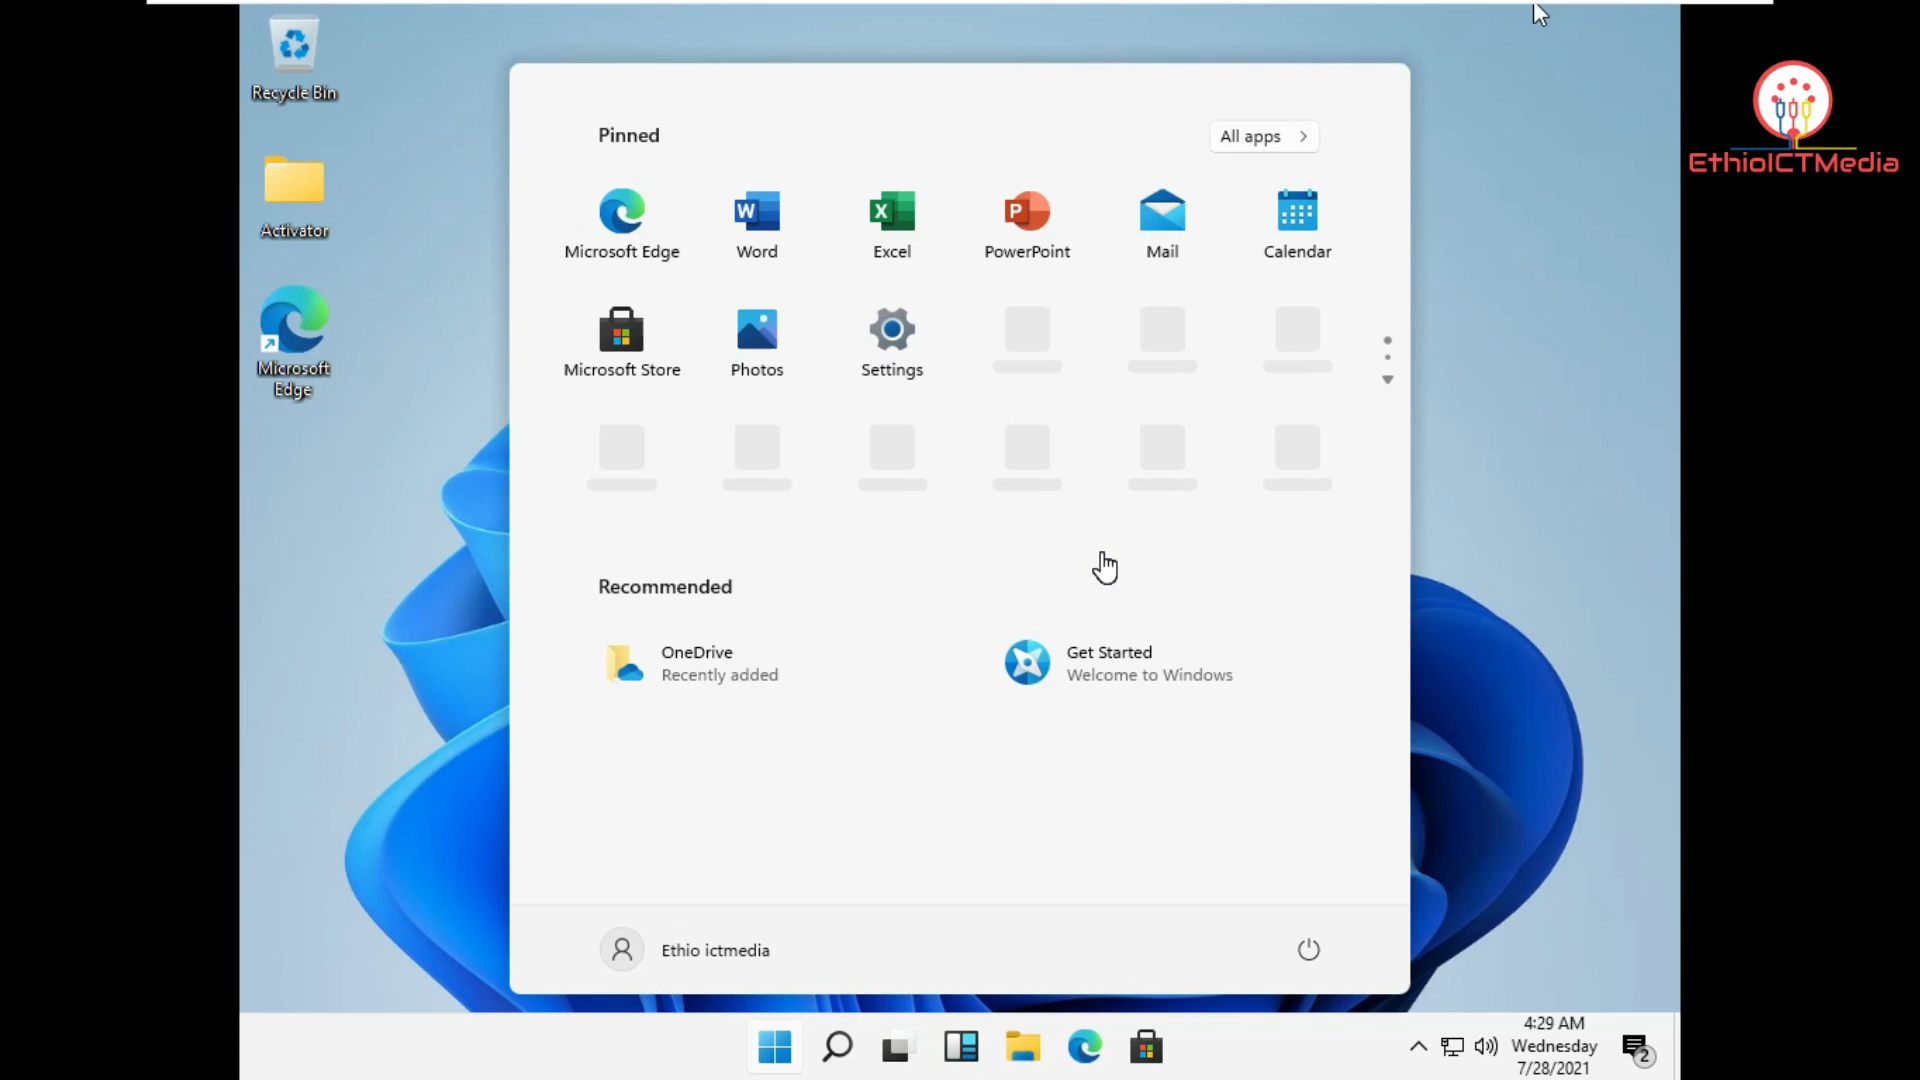 Recycle Bin
Activator
Microsoft
Edge
Pinned
All apps
Microsoft Edge
Word
Excel
PowerPoint
Mail
Calendar
Microsoft Store
Photos
Settings
Recommended
OneDrive
Recently added
Get Started
Welcome to Windows
Ethio ictmedia
4:29 AM
Wednesday
7/28/2021
2
EthioICTMedia